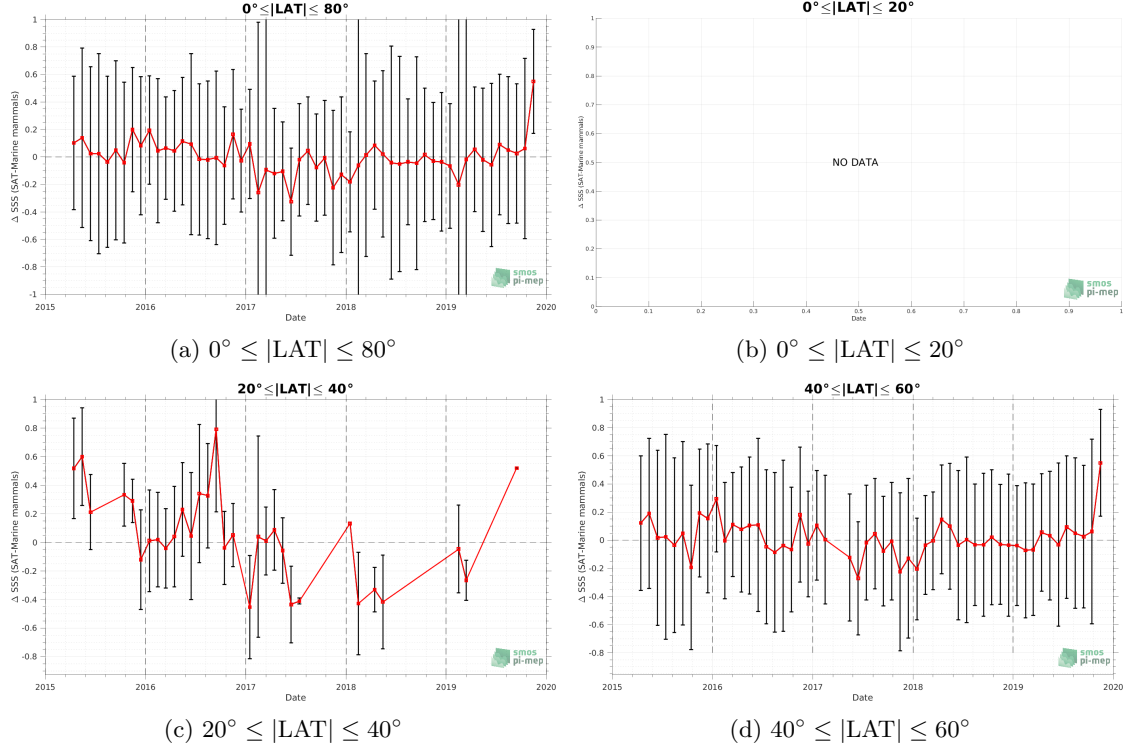 0°≤|LAT|≤ 80°
Δ SSS (SAT-Marine mammals)
1
0.8
0.6
0.4
0.2
0
-0.2
-0.4
-0.6
-0.8
-1
2015 2016 2017 2018 2019 2020
Date
smos
pi-mep
(a) 0° ≤ |LAT| ≤ 80°
0°≤|LAT|≤ 20°
Δ SSS (SAT-Marine mammals)
1
0.9
0.8
0.7
0.6
0.5
0.4
0.3
0.2
0.1
0
NO DATA
0 0.1 0.2 0.3 0.4 0.5 0.6 0.7 0.8 0.9 1
Date
smos
pi-mep
(b) 0° ≤ |LAT| ≤ 20°
20°≤|LAT|≤ 40°
Δ SSS (SAT-Marine mammals)
1
0.8
0.6
0.4
0.2
0
-0.2
-0.4
-0.6
-0.8
2015 2016 2017 2018 2019 2020
Date
smos
pi-mep
(c) 20° ≤ |LAT| ≤ 40°
40°≤|LAT|≤ 60°
Δ SSS (SAT-Marine mammals)
1
0.8
0.6
0.4
0.2
0
-0.2
-0.4
-0.6
-0.8
2015 2016 2017 2018 2019 2020
Date
smos
pi-mep
(d) 40° ≤ |LAT| ≤ 60°